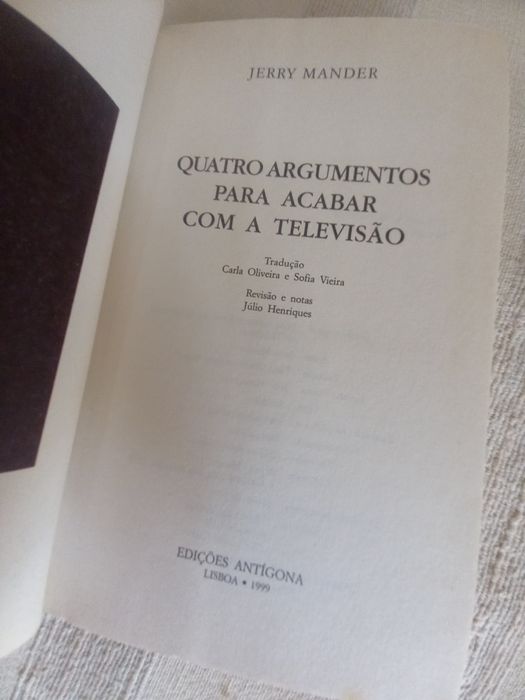 JERRY MANDER
QUATRO ARGUMENTOS
PARA ACABAR
COM A TELEVISÃO
Tradução
Carla Oliveira e Sofia Vieira
Revisão e notas
Júlio Henriques
EDIÇÕES ANTÍGONA
LISBOA • 1999